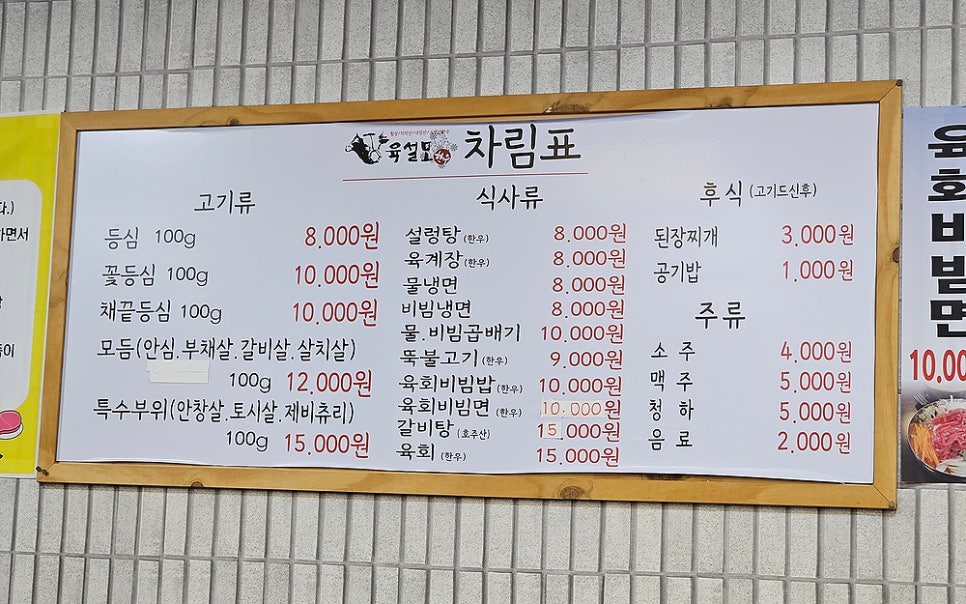 육설모 차림표
고기류
등심 100g 8.000원
꽃등심 100g 10.000원
채끝등심 100g 10.000원
모듬(안심.부채살.갈비살.살치살)
100g 12.000원
특수부위(안창살.토시살.제비츄리)
100g 15.000원
식사류
설렁탕(한우) 8.000원
육계장(한우) 8.000원
물냉면 8.000원
비빔냉면 8.000원
물.비빔곱배기 10.000원
뚝불고기(한우) 9.000원
육회비빔밥(한우) 10.000원
육회비빔면 (한우) 10.000원
갈비탕 (호주산) 15.000원
육회 (한우) 15.000원
후식(고기드신후)
된장찌개 3.000원
공기밥 1.000원
주류
소주 4.000원
맥주 5.000원
청하 5.000원
음료 2.000원
육회비빔면
10.00
다.)
하면서